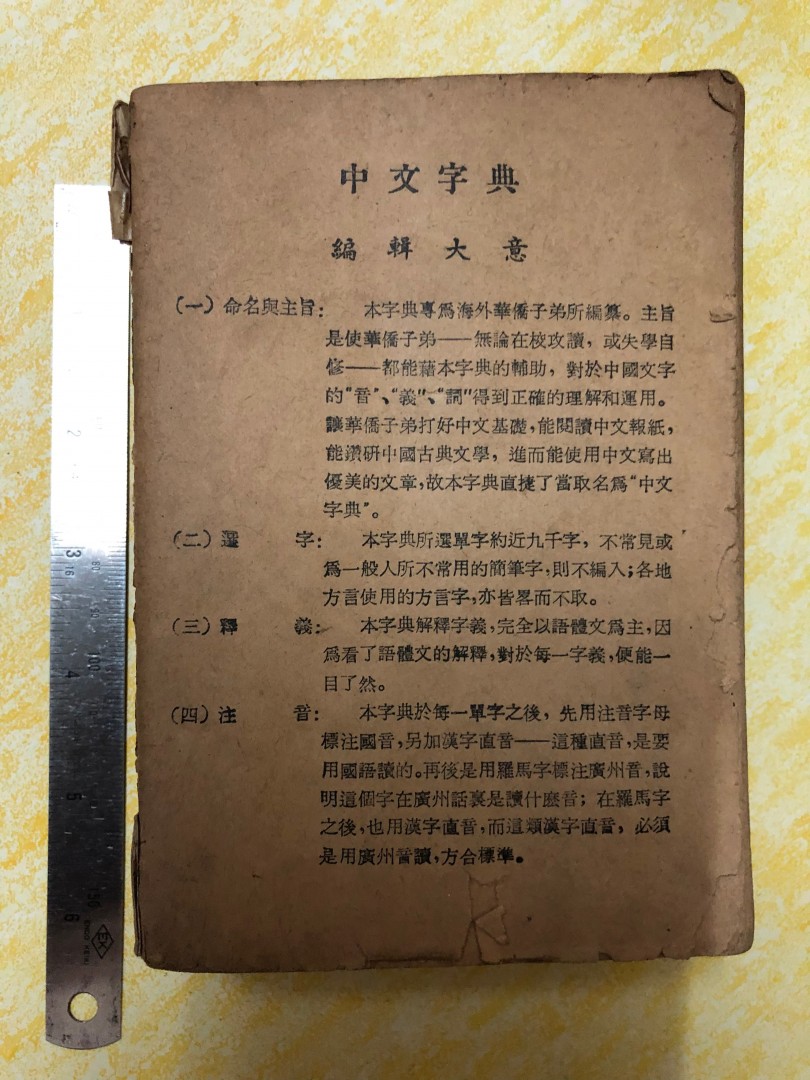 中文字典
編輯大意
(一)命名與主旨: 本字典專爲海外華僑子弟所編纂。主旨
是使華僑子弟——無論在校攻讀,或失學自
修——都能藉本字典的輔助,對於中國文字
的“音”、“義”、“詞”得到正確的理解和運用。
讓華僑子弟打好中文基礎,能閱讀中文報紙,
能鑽研中國古典文學,進而能使用中文寫出
優美的文章,故本字典直捷了當取名爲“中文
字典”。
(二)選 字: 本字典所選單字約近九千字,不常見或
爲一般人所不常用的簡筆字,則不編入;各地
方言使用的方言字,亦皆畧而不取。
(三)釋 義: 本字典解釋字義,完全以語體文爲主,因
爲看了語體文的解釋,對於每一字義,便能一
目了然。
(四)注 音: 本字典於每一單字之後,先用注音字母
標注國音,另加漢字直音——這種直音,是要
用國語讀的。再後是用羅馬字標注廣州音,說
明這個字在廣州話裏是讀什麽音;在羅馬字
之後,也用漢字直音,而這類漢字直音,必須
是用廣州音讀,方合標準。
2
3
16
4
100
5
150
6